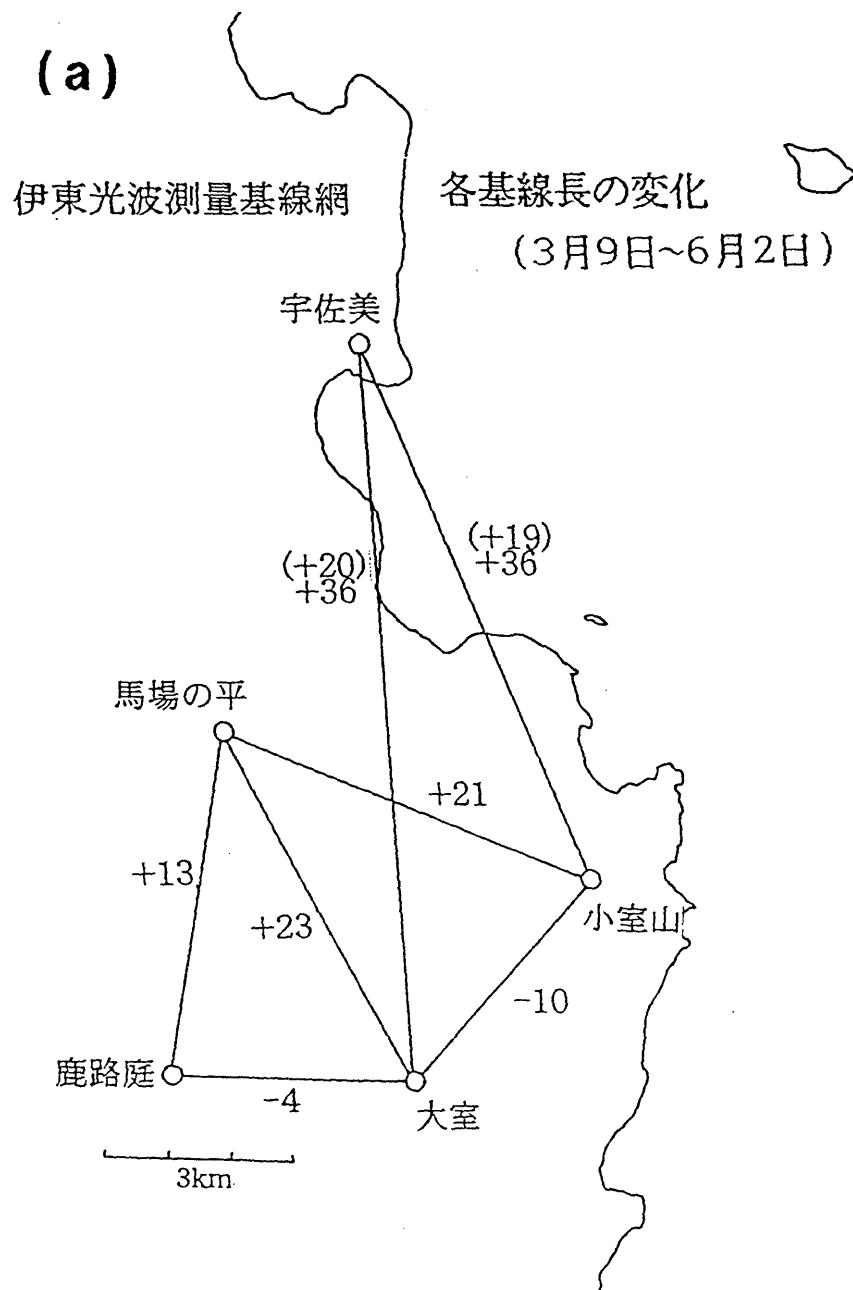 (a)
伊東光波測量基線網
各基線長の変化
(3月9日~6月2日)
宇佐美
(+19)
+36
(+20)
+36
馬場の平
+21
+13
+23
小室山
-10
鹿路庭
-4
大室
3km